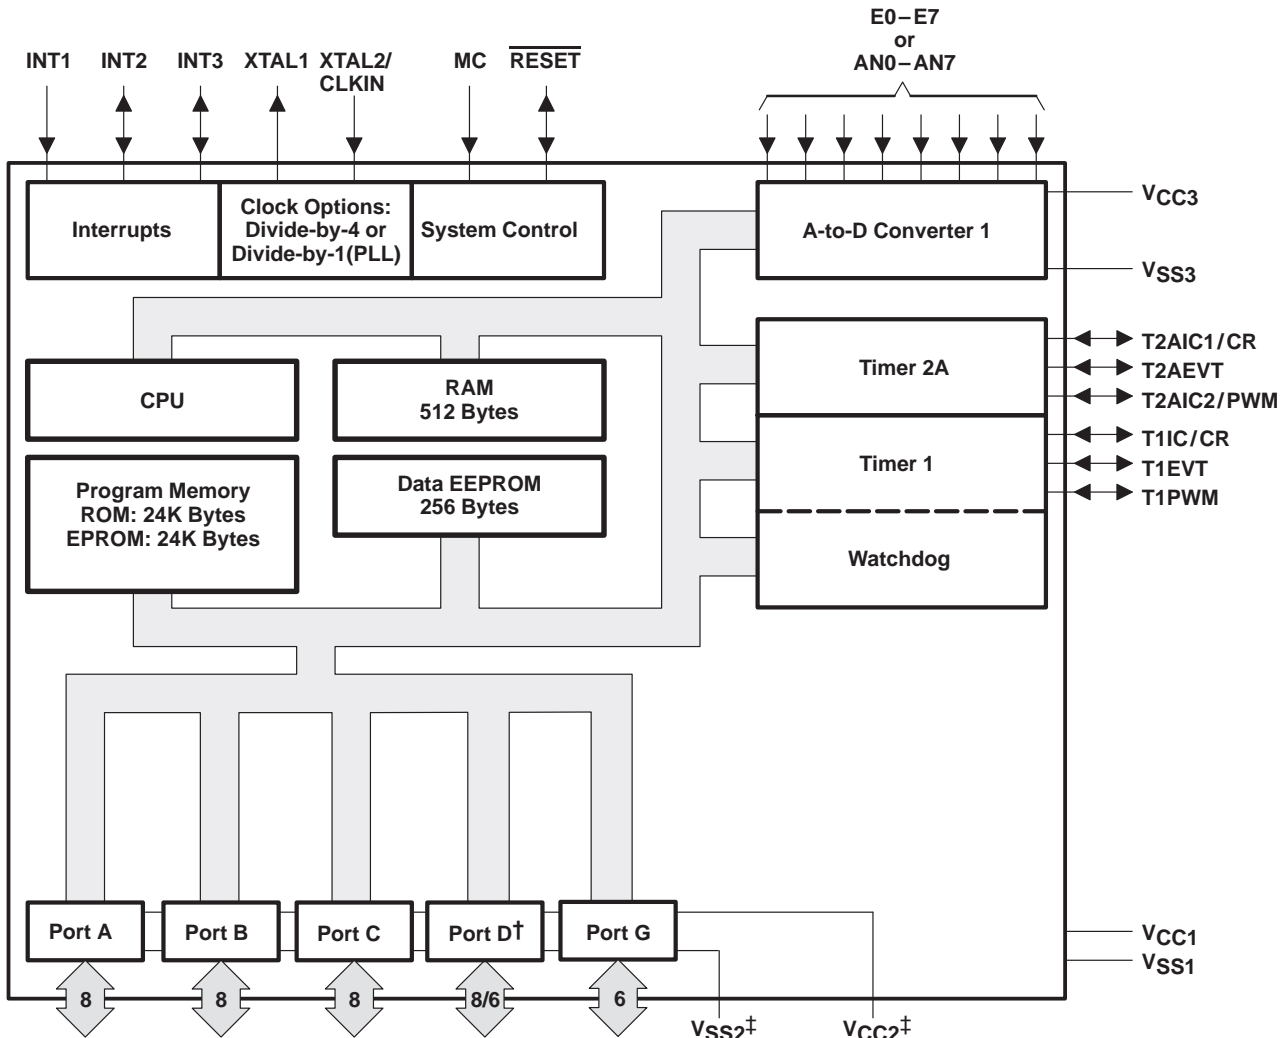 E0–E7
or
AN0–AN7
INT1 INT2 INT3 XTAL1 XTAL2/
CLKIN
MC RESET
Interrupts
Clock Options:
Divide-by-4 or
Divide-by-1(PLL)
System Control
A-to-D Converter 1
VCC3
VSS3
CPU
RAM
512 Bytes
Program Memory
ROM: 24K Bytes
EPROM: 24K Bytes
Data EEPROM
256 Bytes
Timer 2A
T2AIC1/CR
T2AEVT
T2AIC2/PWM
Timer 1
T1IC/CR
T1EVT
T1PWM
Watchdog
Port A
Port B
Port C
Port D†
Port G
VCC1
VSS1
8
8
8
8/6
6
VSS2‡
VCC2‡